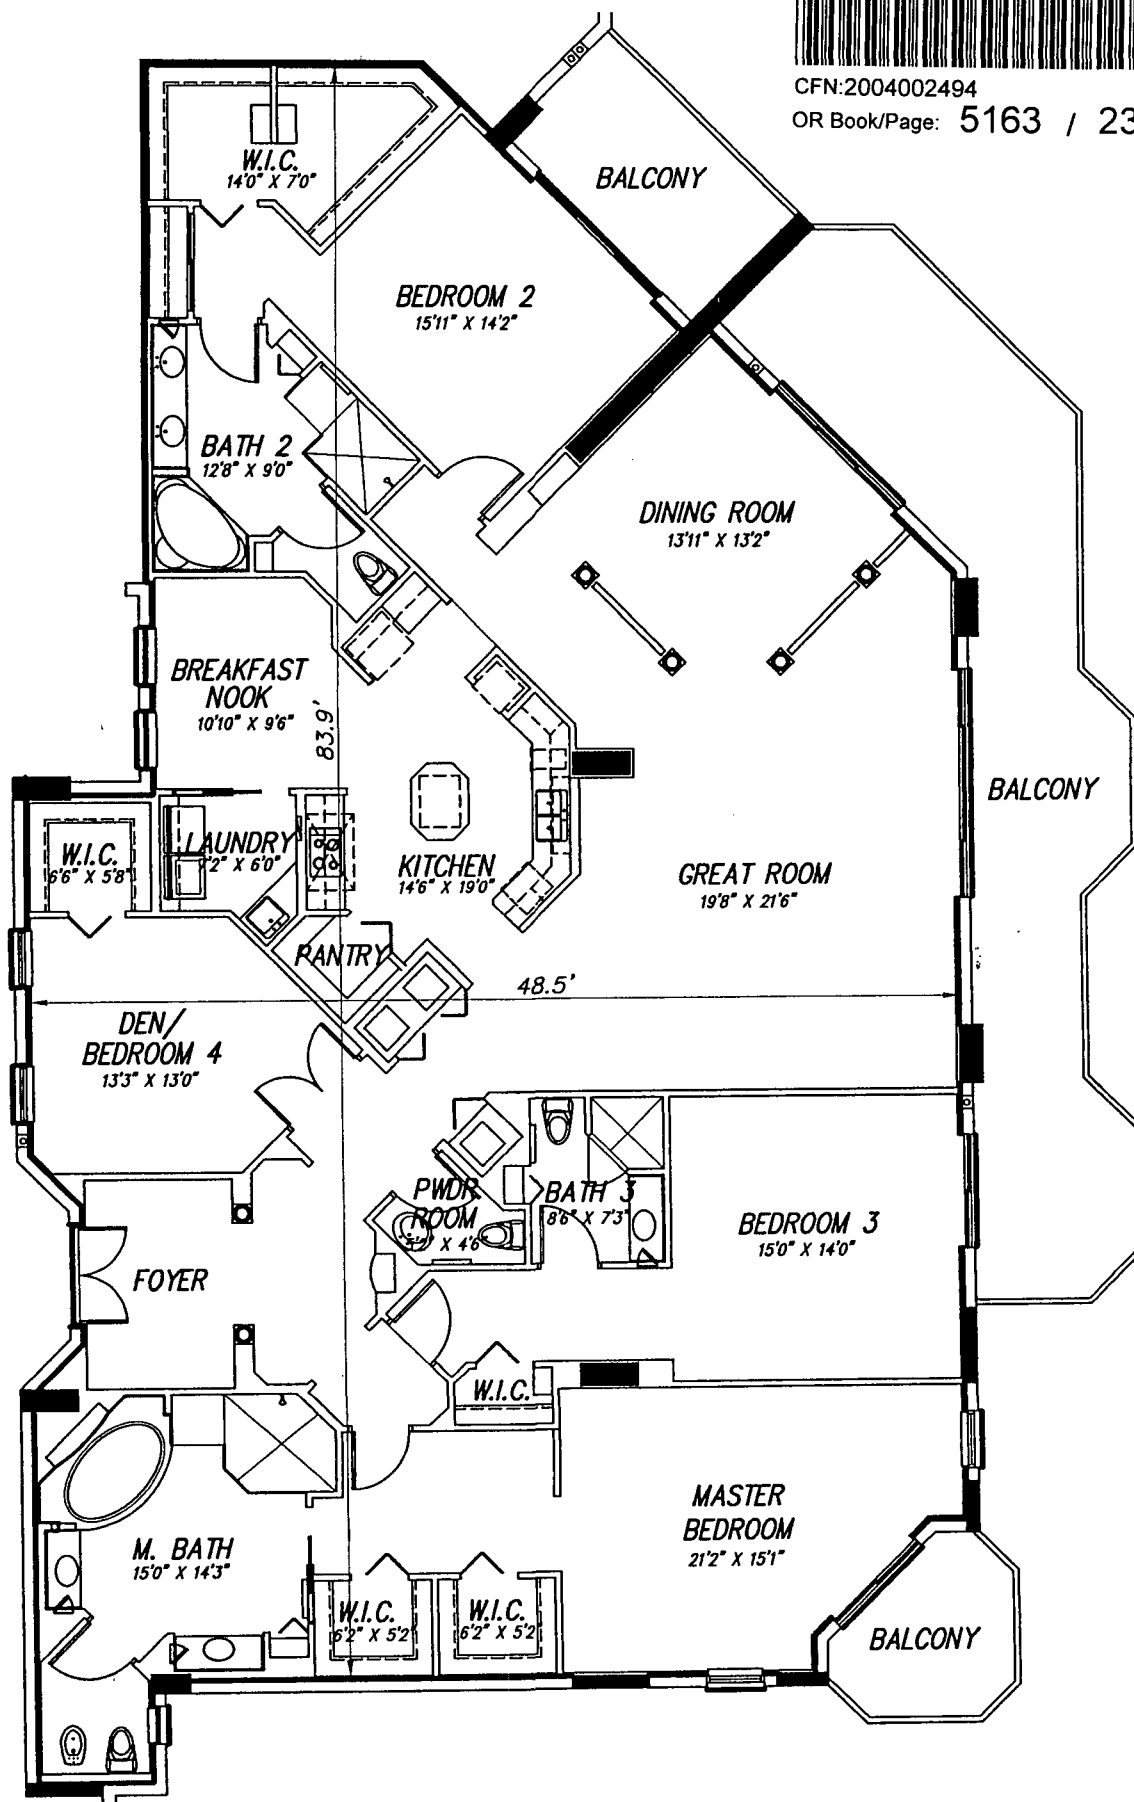 CFN:2004002494
OR Book/Page: 5163 / 23
W.I.C.
14'0" X 7'0"
BALCONY
BEDROOM 2
15'11" X 14'2"
BATH 2
12'8" X 9'0"
DINING ROOM
13'11" X 13'2"
BREAKFAST
NOOK
10'10" X 9'6"
83.9'
BALCONY
W.I.C.
6'6" X 5'8"
LAUNDRY
X 6'0"
KITCHEN
14'6" X 19'0"
GREAT ROOM
19'8" X 21'6"
PANTRY
48.5'
DEN/
BEDROOM 4
13'3" X 13'0"
PWDR
ROOM
X 4'6
BATH 3
8'6" X 7'3"
BEDROOM 3
15'0" X 14'0"
FOYER
W.I.C.
MASTER
BEDROOM
21'2" X 15'1"
M. BATH
15'0" X 14'3"
W.I.C.
6'2" X 5'2
W.I.C.
6'2" X 5'2
BALCONY